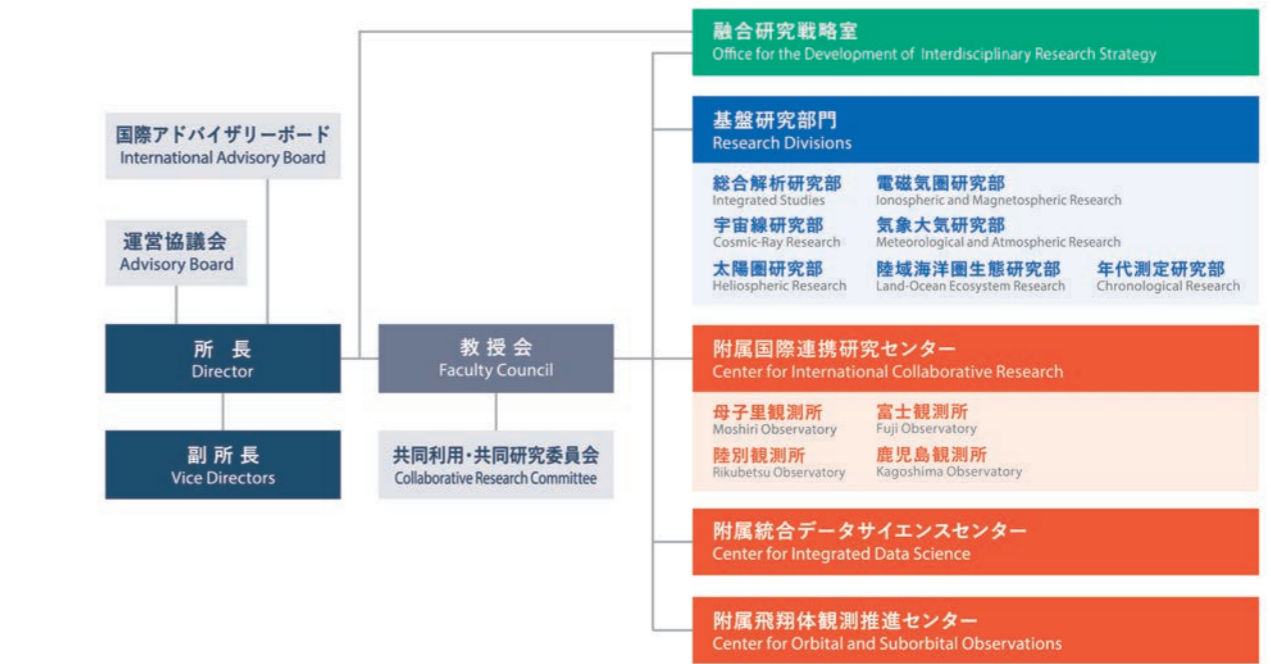 国際アドバイザリーボード
International Advisory Board
運営協議会
Advisory Board
所 長
Director
副 所 長
Vice Directors
教 授 会
Faculty Council
共同利用・共同研究委員会
Collaborative Research Committee
融合研究戦略室
Office for the Development of Interdisciplinary Research Strategy
基盤研究部門
Research Divisions
総合解析研究部
Integrated Studies
電磁気圏研究部
Ionospheric and Magnetospheric Research
宇宙線研究部
Cosmic-Ray Research
気象大気研究部
Meteorological and Atmospheric Research
太陽圏研究部
Heliospheric Research
陸域海洋圏生態研究部
Land-Ocean Ecosystem Research
年代測定研究部
Chronological Research
附属国際連携研究センター
Center for International Collaborative Research
母子里観測所
Moshiri Observatory
富士観測所
Fuji Observatory
陸別観測所
Rikubetsu Observatory
鹿児島観測所
Kagoshima Observatory
附属統合データサイエンスセンター
Center for Integrated Data Science
附属飛翔体観測推進センター
Center for Orbital and Suborbital Observations